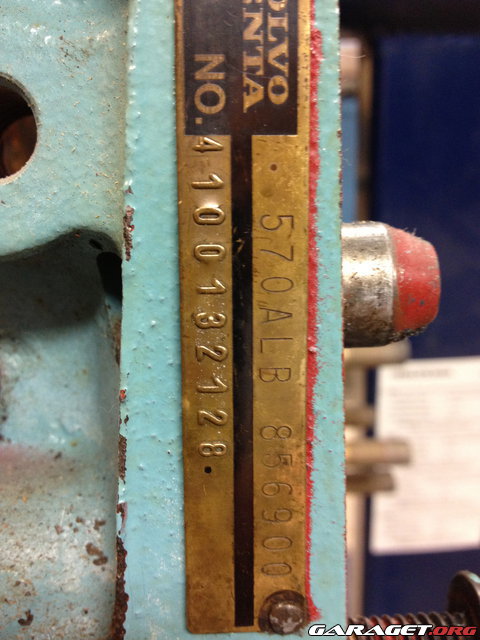 OLVO
ENTA
570ALB 856900
NO. 4100132128
GARAGET.ORG